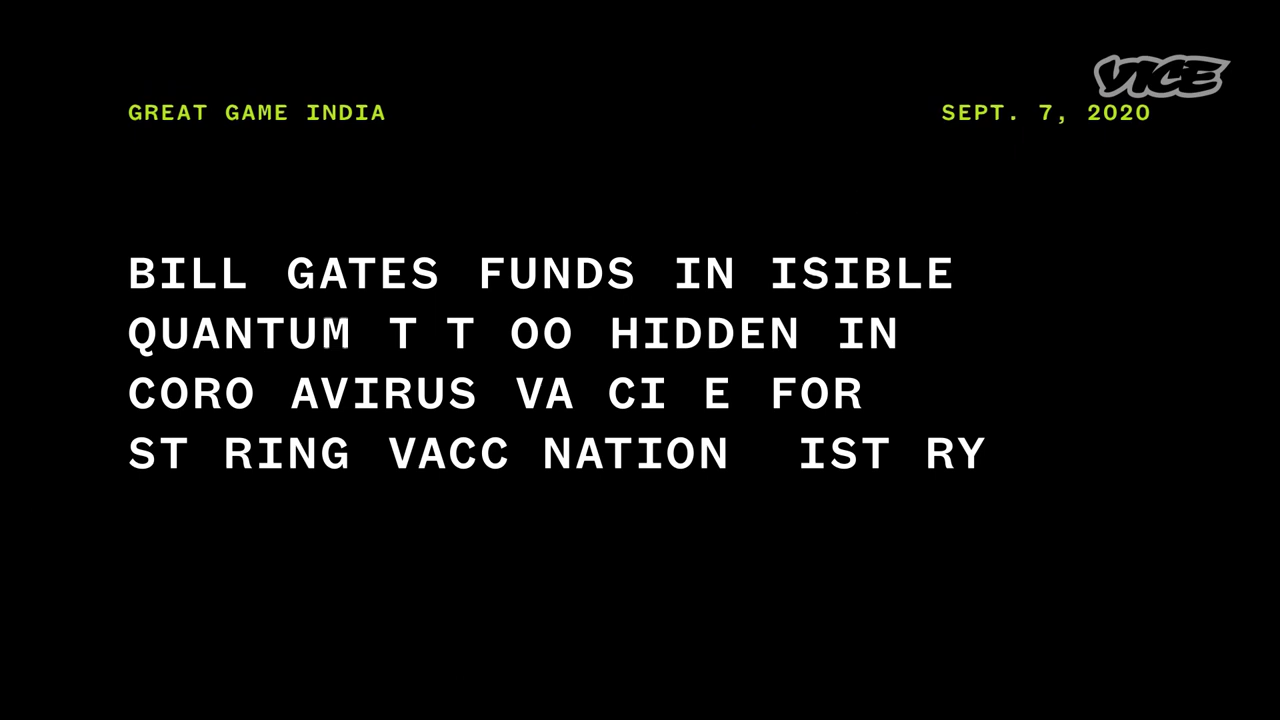 VICE
GREAT GAME INDIA
SEPT. 7, 2020
BILL GATES FUNDS IN ISIBLE
QUANTUM T T OO HIDDEN IN
CORO AVIRUS VA CI E FOR
ST RING VACC NATION  IST RY